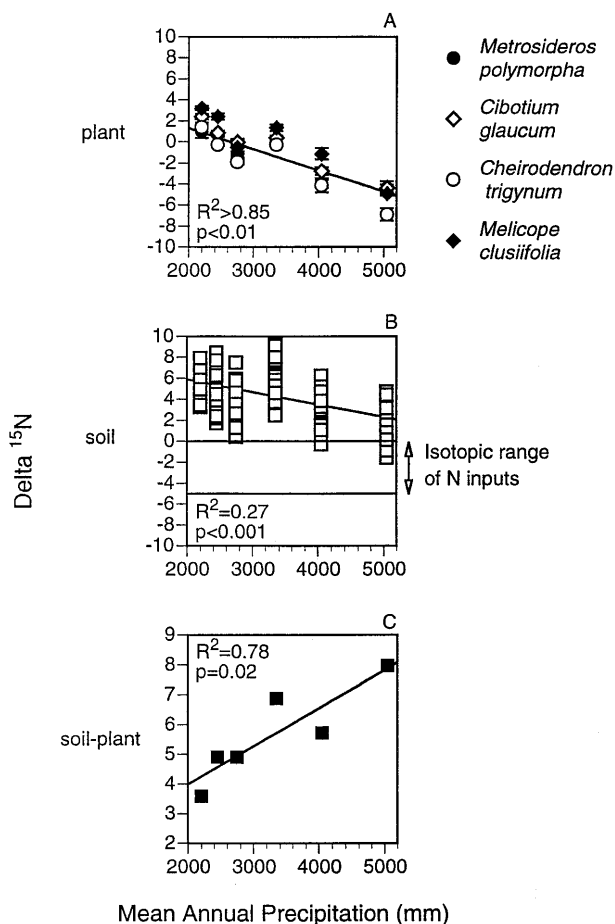 A
10
8
6
4
2
0
-2
-4
-6
-8
-10
plant
R²>0.85
p<0.01
2000 3000 4000 5000
Metrosideros
polymorpha
Cibotium
glaucum
Cheirodendron
trigynum
Melicope
clusiifolia
B
10
8
6
4
2
0
-2
-4
-6
-8
-10
Delta ¹⁵N
soil
R²=0.27
p<0.001
Isotopic range
of N inputs
2000 3000 4000 5000
C
9
8
7
6
5
4
3
2
soil-plant
R²=0.78
p=0.02
2000 3000 4000 5000
Mean Annual Precipitation (mm)